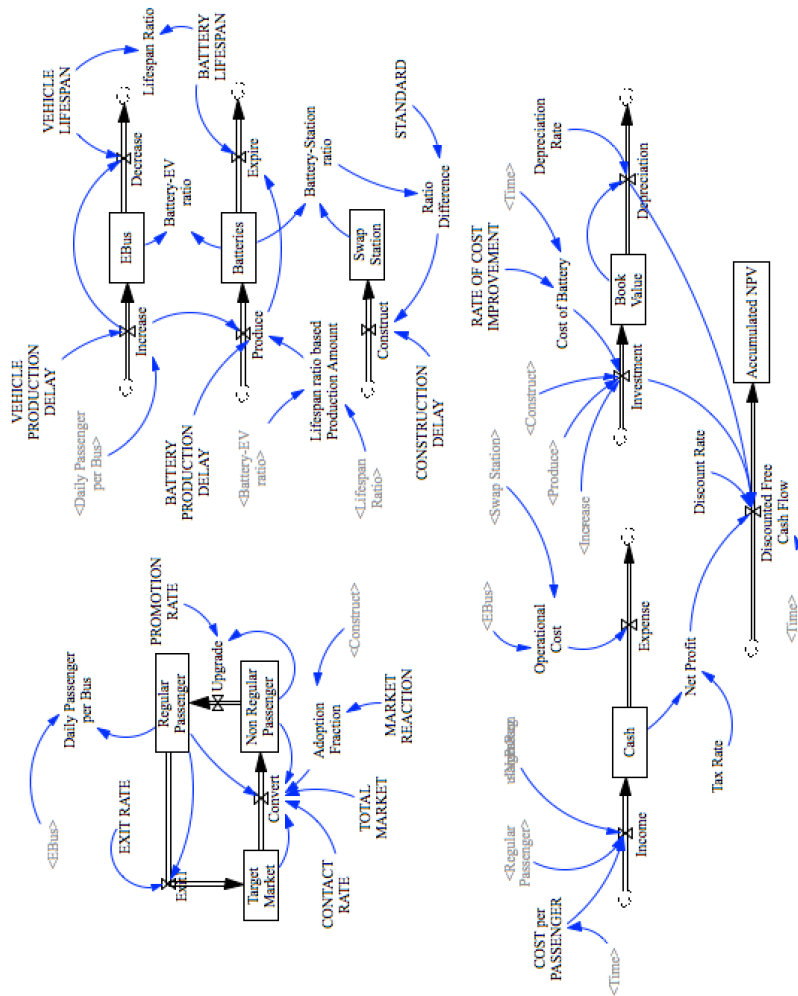 VEHICLE
LIFESPAN
Lifespan Ratio
BATTERY
LIFESPAN
VEHICLE
PRODUCTION
DELAY
Increase
EBus
Decrease
<Daily Passenger
per Bus>
Battery-EV
ratio
BATTERY
PRODUCTION
DELAY
Produce
Batteries
Expire
<Battery-EV
ratio>
Lifespan ratio based
Production Amount
<Lifespan
Ratio>
Battery-Station
ratio
STANDARD
Construct
Swap
Station
Ratio
Difference
CONSTRUCTION
DELAY
<EBus>
Daily Passenger
per Bus
EXIT RATE
PROMOTION
RATE
Exit
Regular
Passenger
Upgrade
Target
Market
Convert
Non Regular
Passenger
<Construct>
CONTACT
RATE
TOTAL
MARKET
Adoption
Fraction
MARKET
REACTION
<Time>
RATE OF COST
IMPROVEMENT
Depreciation
Rate
<Swap Station>
<Construct>
<Produce>
<Increase
Cost of Battery
Investment
Book
Value
Depreciation
<EBus>
Operational
Cost
<Regular
Passenger>
COST per
PASSENGER
<Time>
Income
Cash
Expense
Tax Rate
Net Profit
Discount Rate
Discounted Free
Cash Flow
Accumulated NPV
<Time>